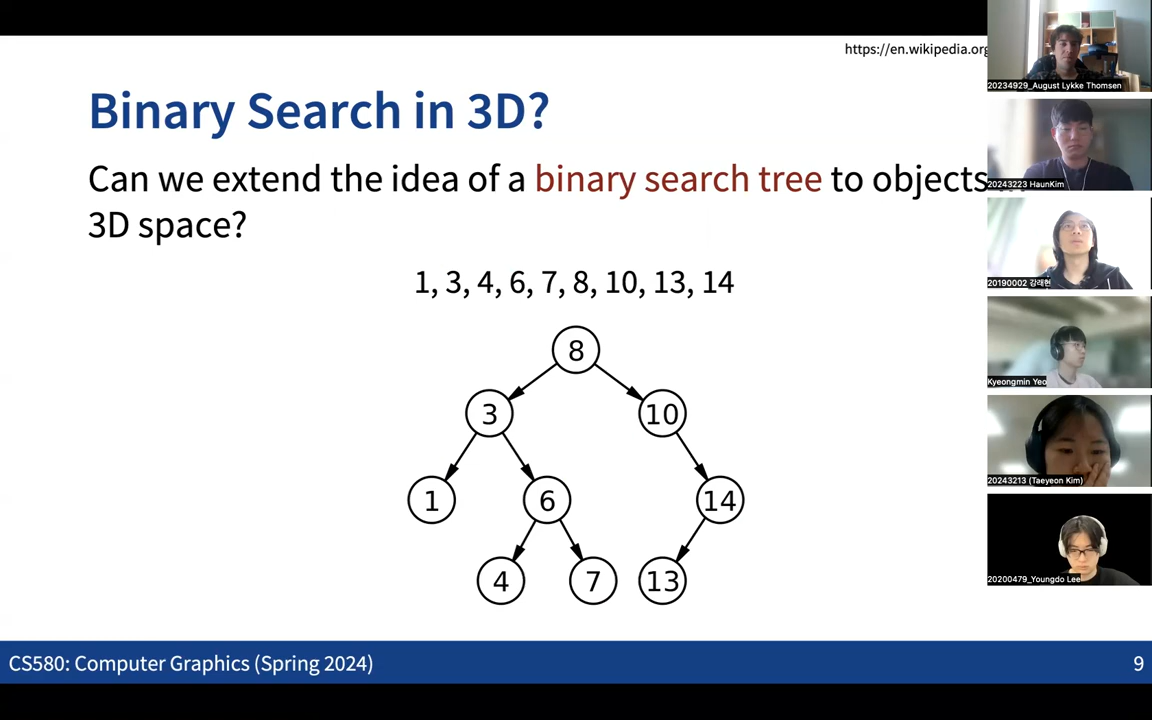 https://en.wikipedia.org
Binary Search in 3D?
Can we extend the idea of a binary search tree to objects
3D space?
1, 3, 4, 6, 7, 8, 10, 13, 14
8
3 10
1 6 14
4 7 13
CS580: Computer Graphics (Spring 2024) 9
20234929_August Lykke Thomsen
20243223 HaunKim
20190002 강래현
Kyeongmin Yeo
20243213 (Taeyeon Kim)
20200479_Youngdo Lee